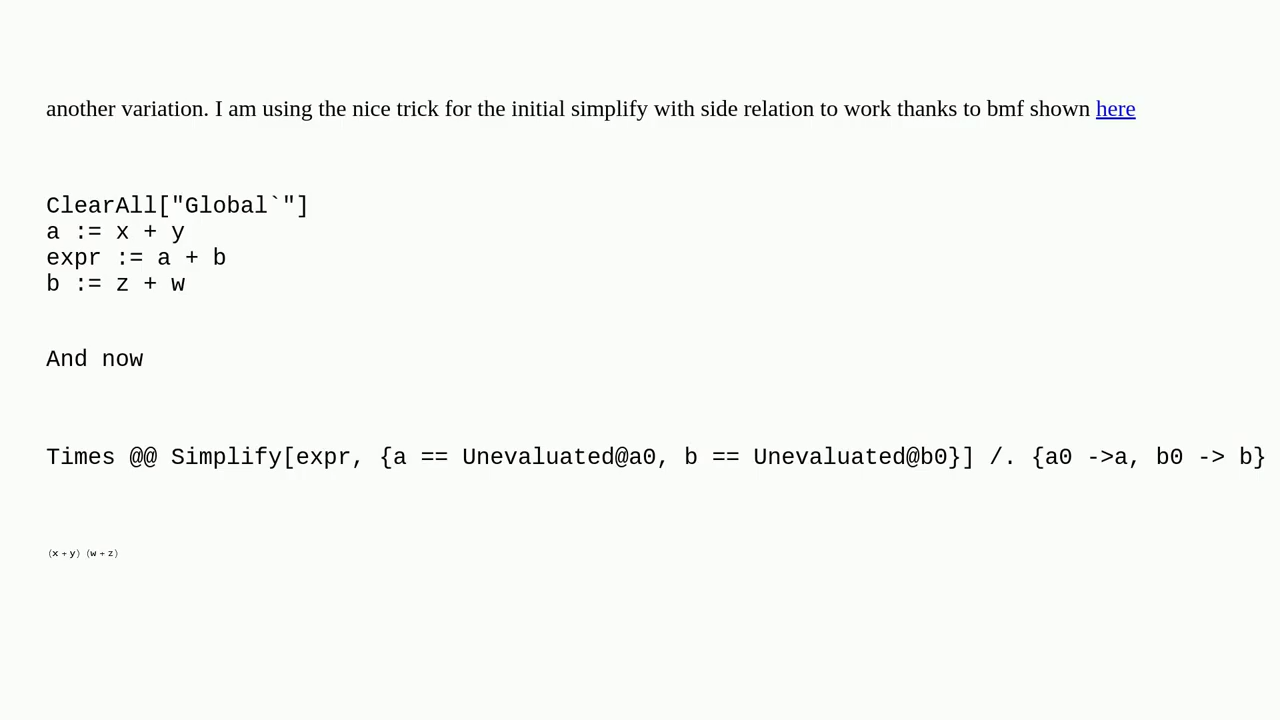 another variation. I am using the nice trick for the initial simplify with side relation to work thanks to bmf shown here
ClearAll["Global`"]
a := x + y
expr := a + b
b := z + w
And now
Times @@ Simplify[expr, {a == Unevaluated@a0, b == Unevaluated@b0}] /. {a0 ->a, b0 -> b}
(x + y) (w + z)